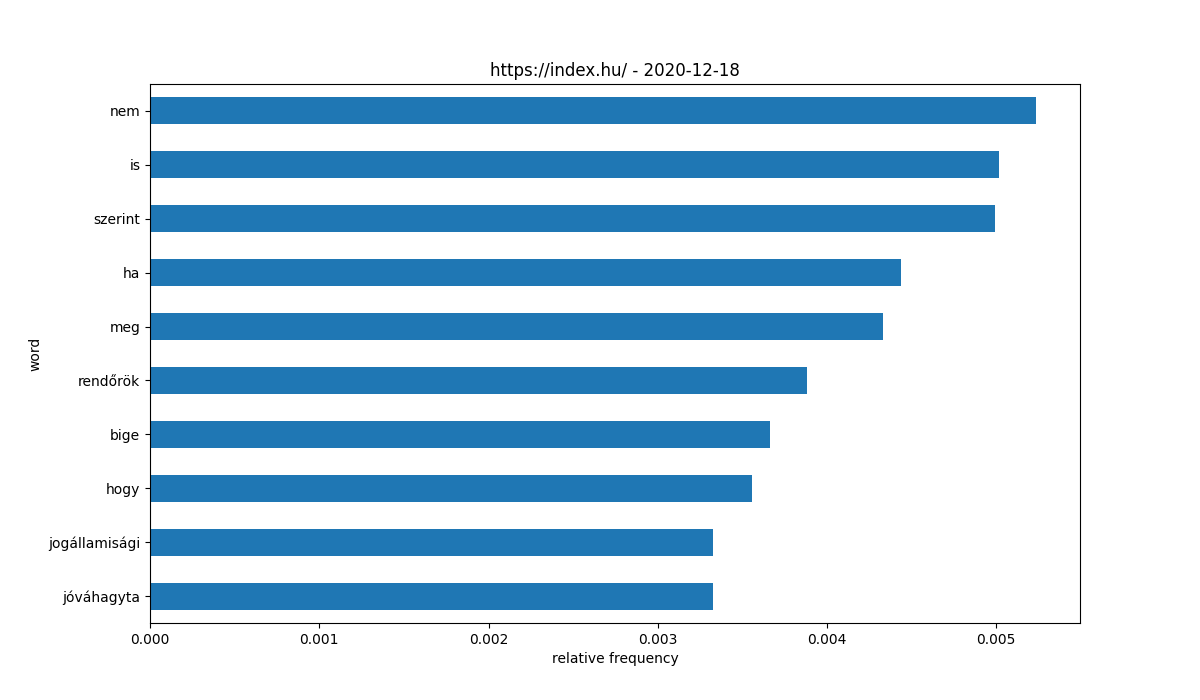 https://index.hu/ - 2020-12-18
nem
is
szerint
ha
meg
rendőrök
bige
hogy
jogállamisági
jóváhagyta
word
0.000 0.001 0.002 0.003 0.004 0.005
relative frequency